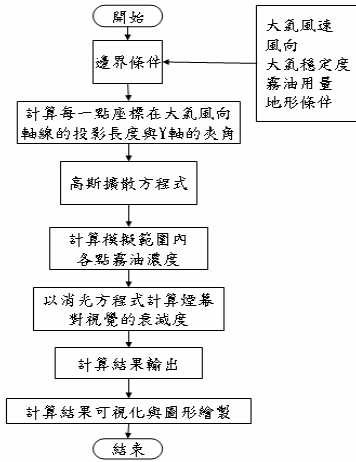 開始
大氣風速
風向
大氣穩定度
霧油用量
地形條件
邊界條件
計算每一點座標在大氣風向
軸線的投影長度與Y軸的夾角
高斯擴散方程式
計算模擬範圍內
各點霧油濃度
以消光方程式計算煙幕
對視覺的衰減度
計算結果輸出
計算結果可視化與圖形繪製
結束